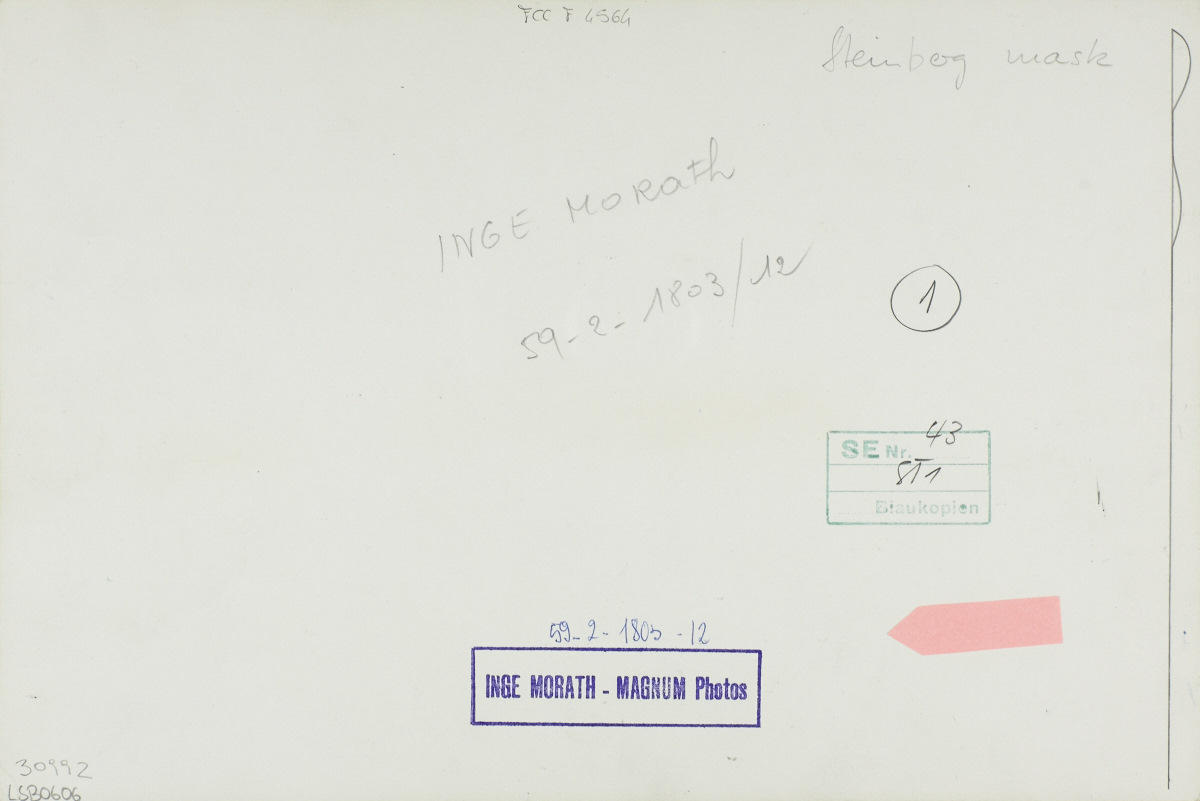 FCC F 4564
Steinberg mask
INGE MORATH
59-2-1803/12
1
SE Nr. 43
811
Blaukopien
59-2-1803-12
INGE MORATH - MAGNUM Photos
30992
LSB0606